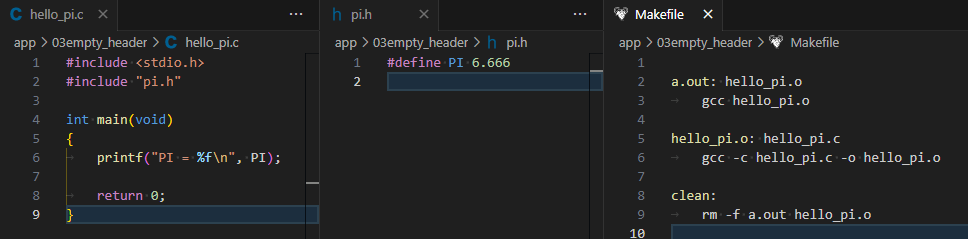 hello_pi.c
app > 03empty_header > hello_pi.c
1 #include <stdio.h>
2 #include "pi.h"
3
4 int main(void)
5 {
6 printf("PI = %f\n", PI);
7
8 return 0;
9 }
pi.h
app > 03empty_header > pi.h
1 #define PI 6.666
2
Makefile
app > 03empty_header > Makefile
1
2 a.out: hello_pi.o
3 gcc hello_pi.o
4
5 hello_pi.o: hello_pi.c
6 gcc -c hello_pi.c -o hello_pi.o
7
8 clean:
9 rm -f a.out hello_pi.o
10